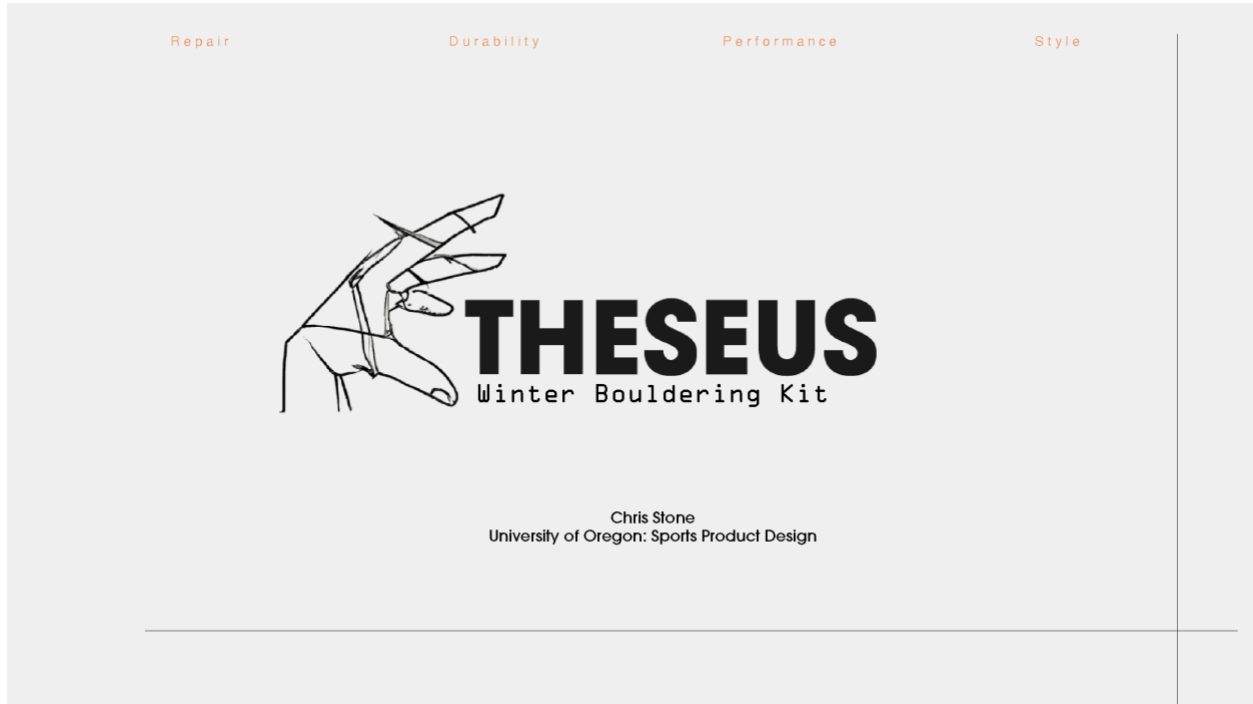 Repair Durability Performance Style
THESEUS
Winter Bouldering Kit
Chris Stone
University of Oregon: Sports Product Design